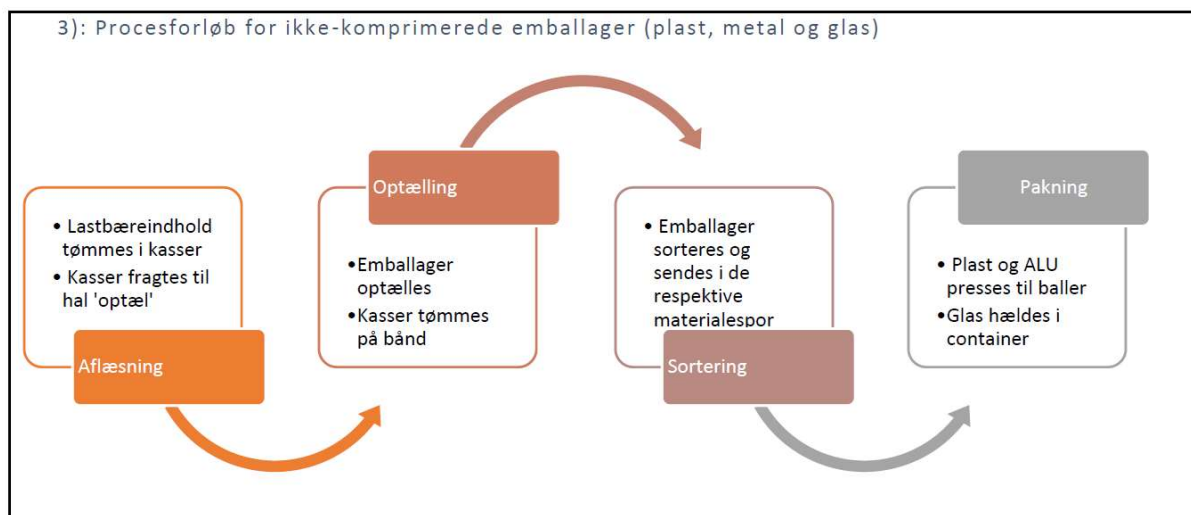 3): Procesforløb for ikke-komprimerede emballager (plast, metal og glas)
• Lastbæreindhold
tømmes i kasser
• Kasser fragtes til
hal 'optæl'
Aflæsning
Optælling
•Emballager
optælles
•Kasser tømmes
på bånd
• Emballager
sorteres og
sendes i de
respektive
materialespor
Sortering
Pakning
• Plast og ALU
presses til baller
•Glas hældes i
container